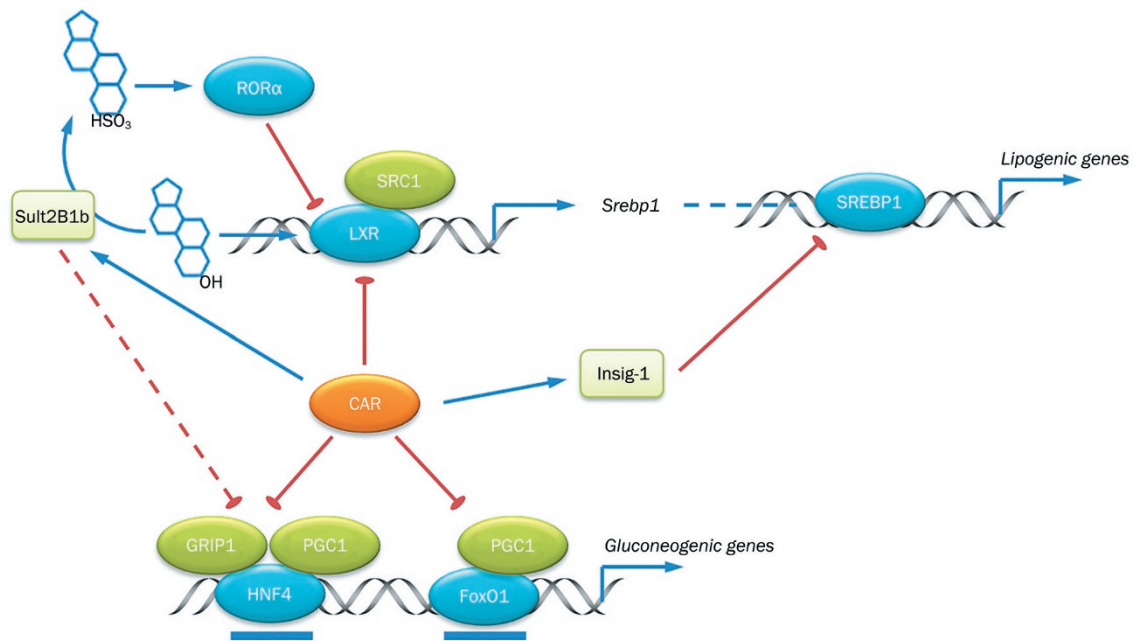 HSO₃
RORα
SRC1
Sult2B1b
OH
LXR
Srebp1
SREBP1
Lipogenic genes
CAR
Insig-1
GRIP1
PGC1
HNF4
PGC1
FoxO1
Gluconeogenic genes